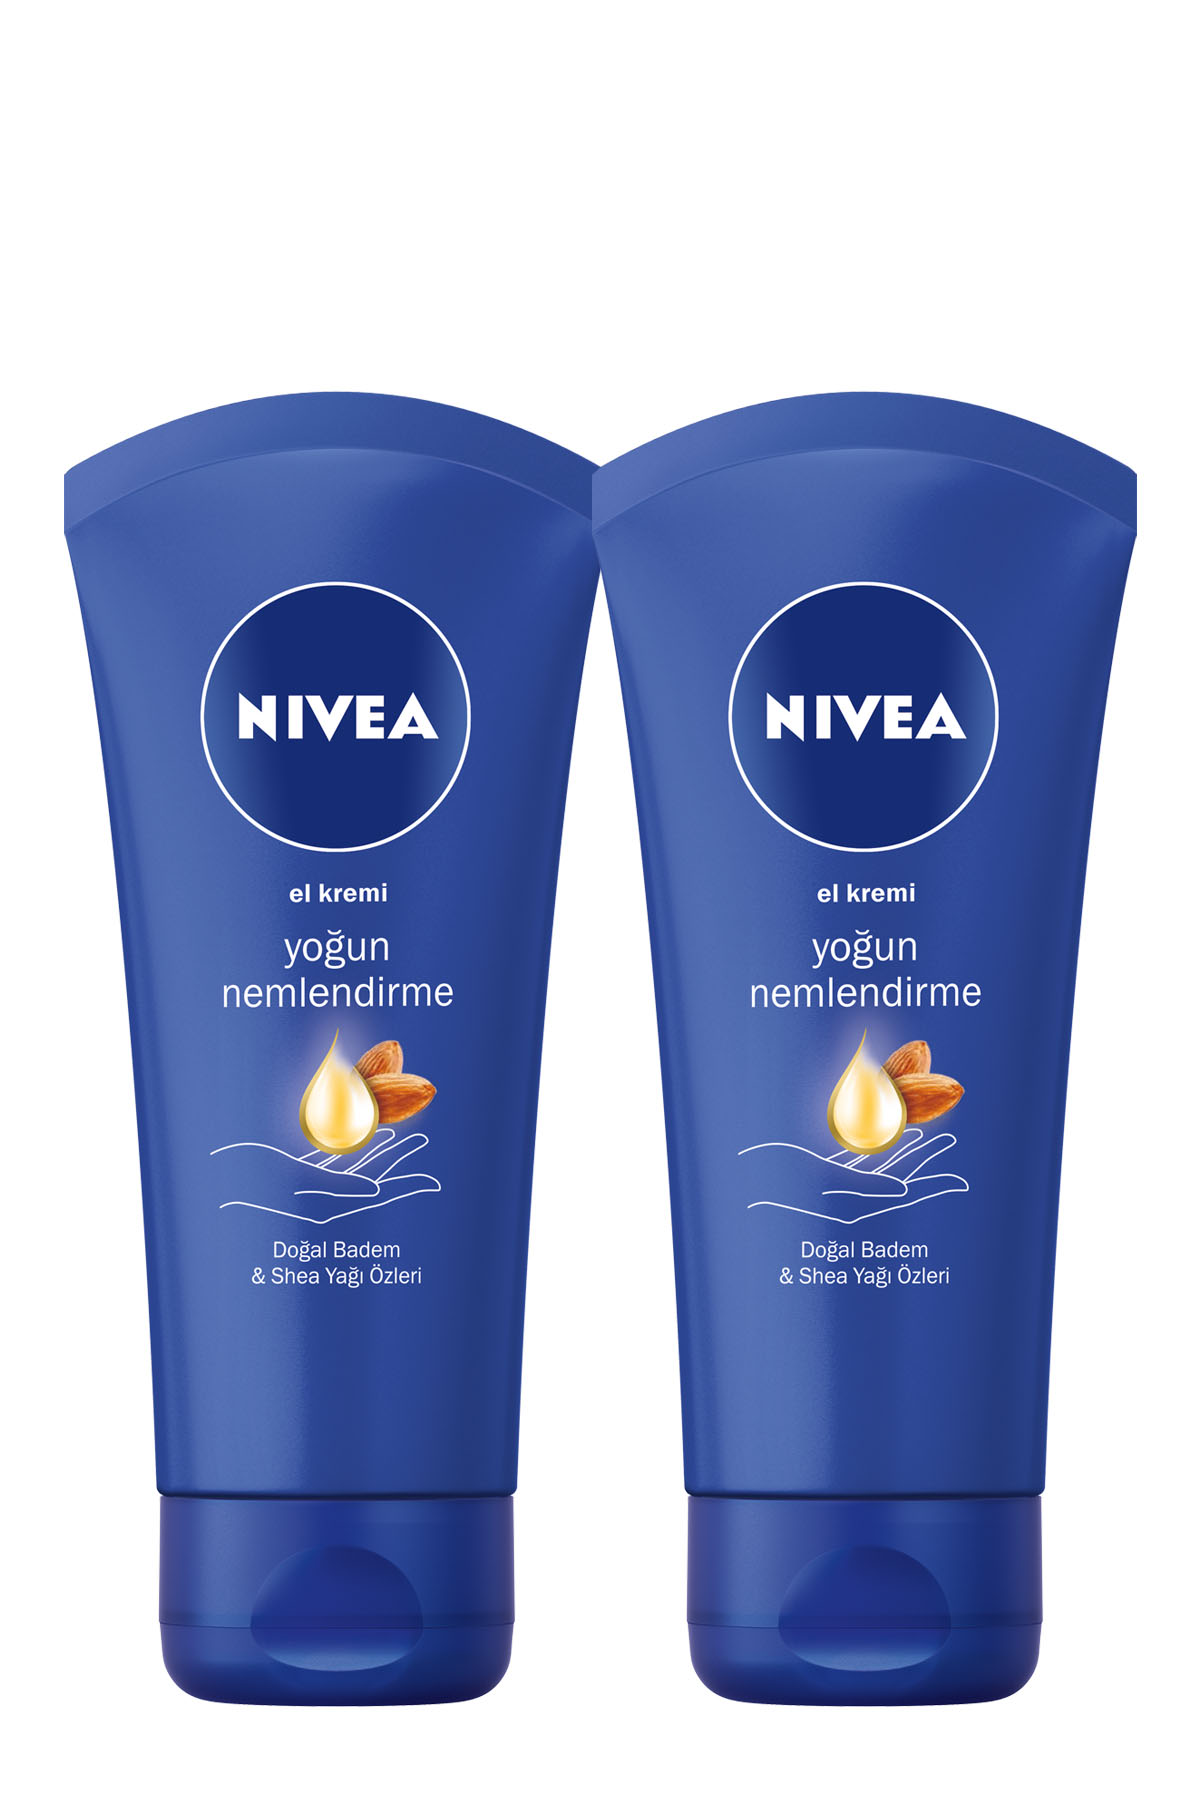 NIVEA
el kremi
yoğun
nemlendirme
Doğal Badem
& Shea Yağı Özleri
NIVEA
el kremi
yoğun
nemlendirme
Doğal Badem
& Shea Yağı Özleri